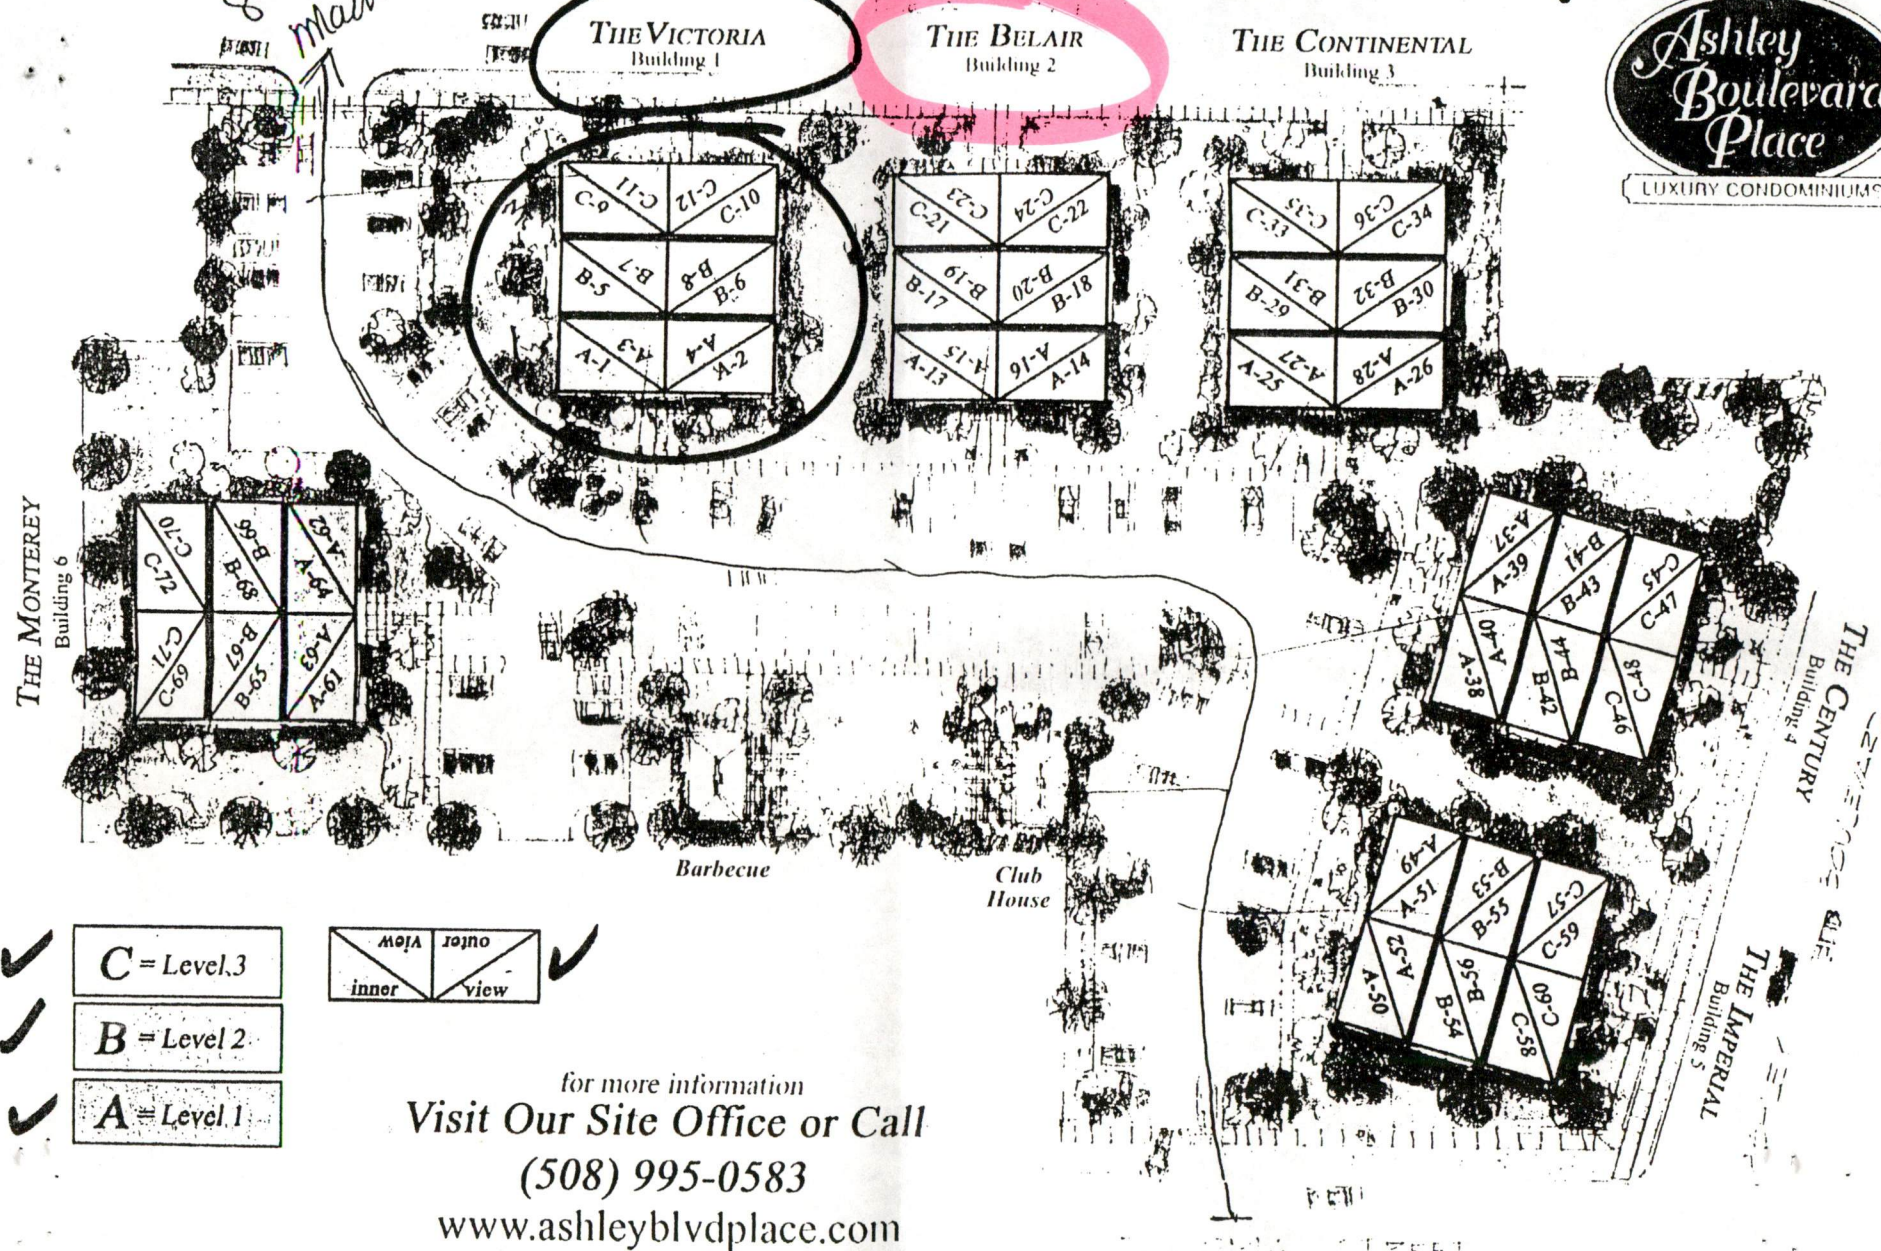 Main
THE VICTORIA
Building 1
THE BELAIR
Building 2
THE CONTINENTAL
Building 3
Ashley
Boulevard
Place
LUXURY CONDOMINIUMS
C-9
C-11
C-12
C-10
B-5
B-7
B-8
B-6
A-1
A-3
A-4
A-2
C-21
C-23
C-24
C-22
B-17
B-19
B-20
B-18
A-13
A-15
A-16
A-14
C-33
C-35
C-36
C-34
B-29
B-31
B-32
B-30
A-25
A-27
A-28
A-26
THE MONTEREY
Building 6
C-70
C-72
B-66
B-68
A-62
A-64
C-71
C-69
B-67
B-65
A-63
A-61
A-37
A-39
B-41
B-43
C-45
C-47
A-40
A-38
B-44
B-42
C-48
C-46
THE CENTURY
Building 4
A-49
A-51
B-53
B-55
C-57
C-59
A-52
A-50
B-56
B-54
C-60
C-58
THE IMPERIAL
Building 5
Barbecue
Club
House
C = Level 3
B = Level 2
A = Level 1
view outer
inner view
for more information
Visit Our Site Office or Call
(508) 995-0583
www.ashleyblvdplace.com